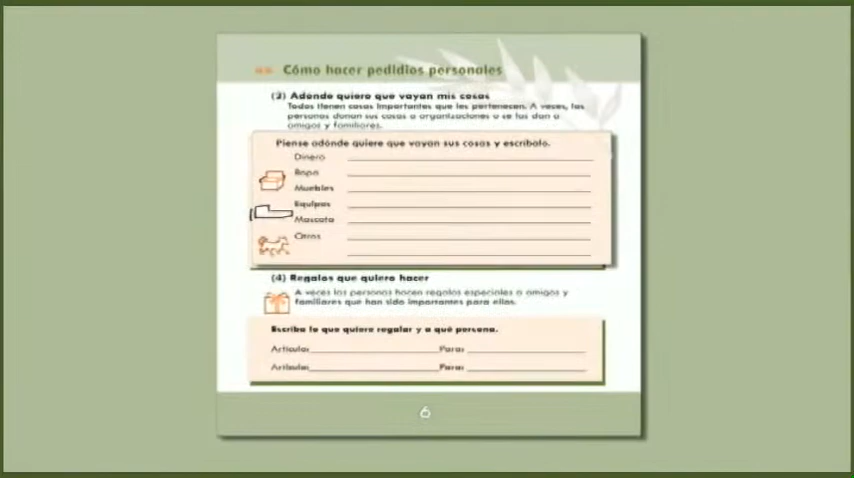 Cómo hacer pedidios personales
(3) Adónde quiero que vayan mis cosas
Todos tienen cosas importantes que les pertenecen. A veces, las
personas donan sus cosas a organizaciones o se las dan a
amigos y familiares.
Piense adónde quiere que vayan sus cosas y escríbalo.
Dinero
Ropa
Muebles
Equipos
Mascota
Otros
(4) Regalos que quiero hacer
A veces las personas hacen regalos especiales a amigos y
familiares que han sido importantes para ellas.
Escriba lo que quiere regalar y a qué persona.
Artículos Para:
Artículos Para:
6